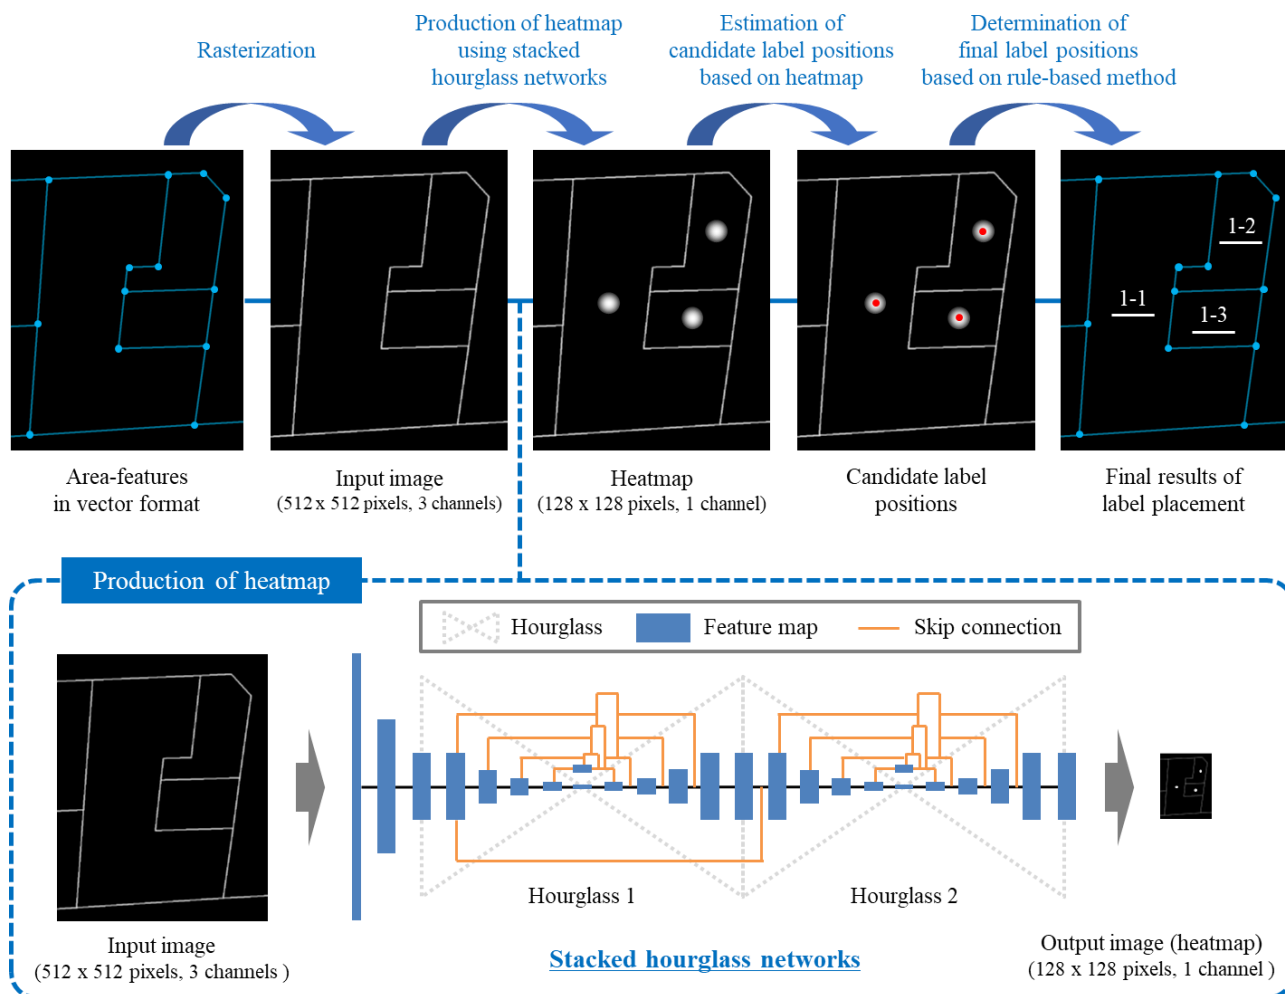 Rasterization
Production of heatmap
using stacked
hourglass networks
Estimation of
candidate label positions
based on heatmap
Determination of
final label positions
based on rule-based method
1-2
1-1
1-3
Area-features
in vector format
Input image
(512 x 512 pixels, 3 channels)
Heatmap
(128 x 128 pixels, 1 channel)
Candidate label
positions
Final results of
label placement
Production of heatmap
Hourglass
Feature map
Skip connection
Hourglass 1
Hourglass 2
Input image
(512 x 512 pixels, 3 channels )
Stacked hourglass networks
Output image (heatmap)
(128 x 128 pixels, 1 channel )